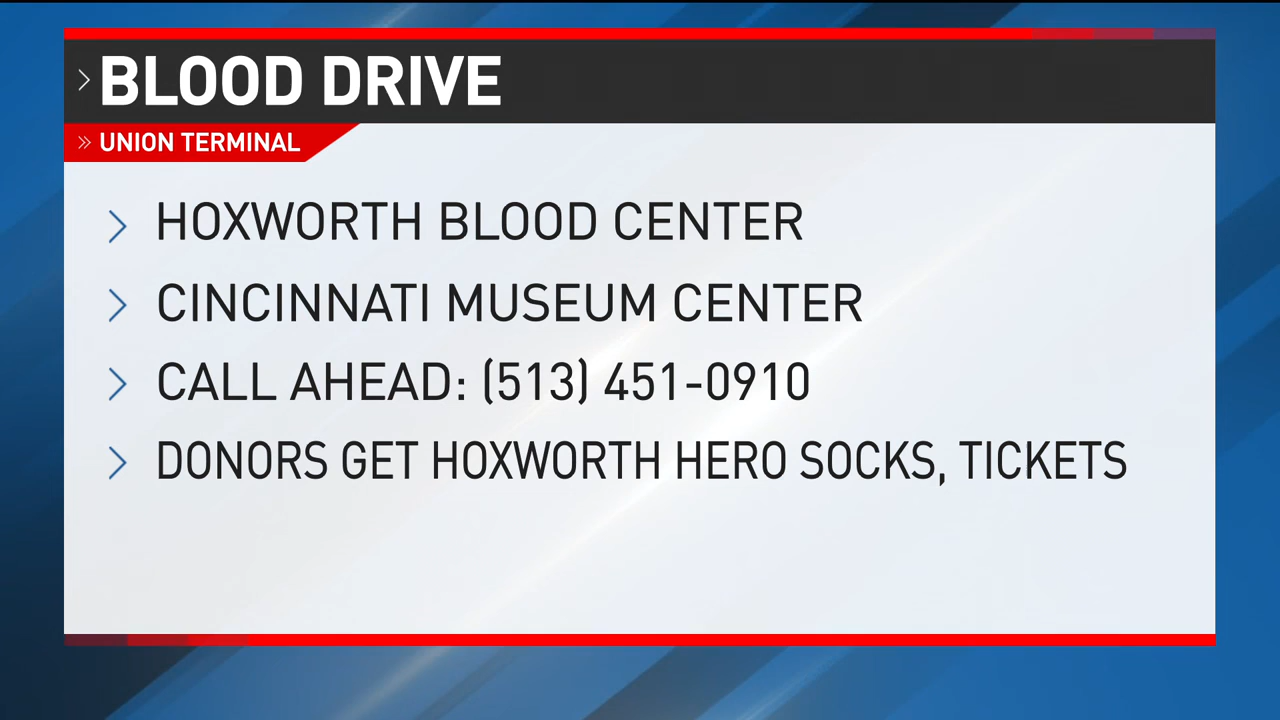 BLOOD DRIVE
UNION TERMINAL
HOXWORTH BLOOD CENTER
CINCINNATI MUSEUM CENTER
CALL AHEAD: (513) 451-0910
DONORS GET HOXWORTH HERO SOCKS, TICKETS